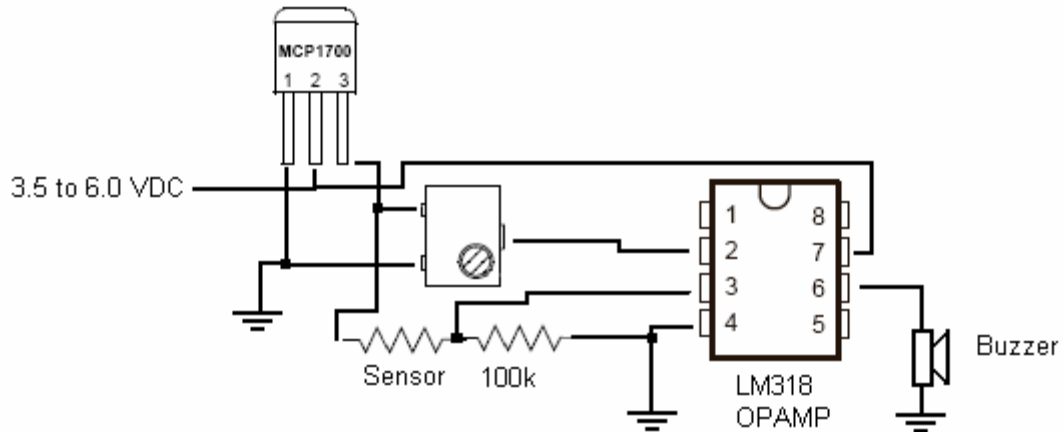 MCP1700
1 2 3
3.5 to 6.0 VDC
1 8
2 7
3 6
4 5
Sensor 100k
Buzzer
LM318
OPAMP